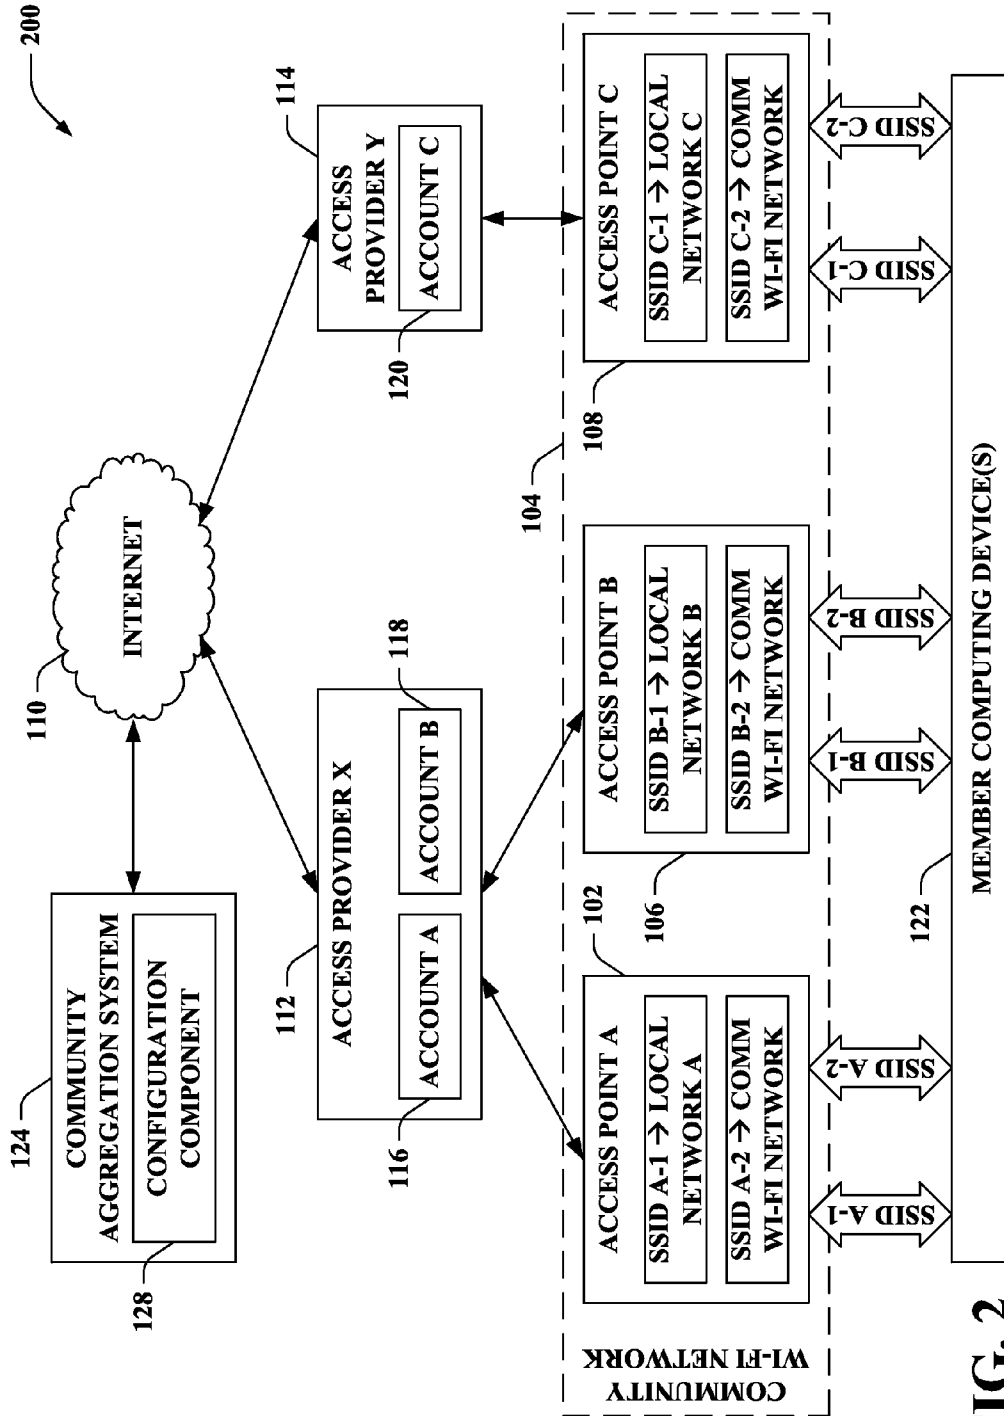 200
124
COMMUNITY
AGGREGATION SYSTEM
CONFIGURATION
COMPONENT
128
110
INTERNET
112
ACCESS PROVIDER X
ACCOUNT A
116
ACCOUNT B
118
114
ACCESS
PROVIDER Y
ACCOUNT C
120
104
COMMUNITY
WI-FI NETWORK
102
ACCESS POINT A
SSID A-1 → LOCAL
NETWORK A
SSID A-2 → COMM
WI-FI NETWORK
106
ACCESS POINT B
SSID B-1 → LOCAL
NETWORK B
SSID B-2 → COMM
WI-FI NETWORK
108
ACCESS POINT C
SSID C-1 → LOCAL
NETWORK C
SSID C-2 → COMM
WI-FI NETWORK
SSID A-1
SSID A-2
SSID B-1
SSID B-2
SSID C-1
SSID C-2
122
MEMBER COMPUTING DEVICE(S)
IG. 2